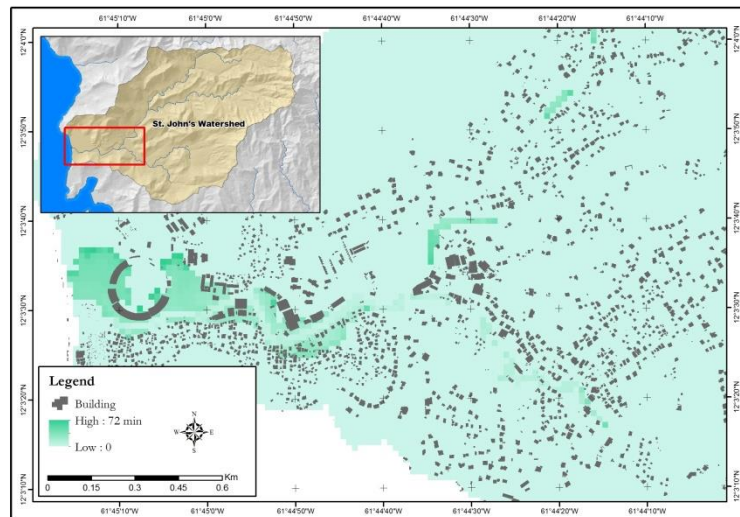 61°45'10"W 61°45'0"W 61°44'50"W 61°44'40"W 61°44'30"W 61°44'20"W 61°44'10"W
12°4'0"N 12°4'0"N
St. John's Watershed
12°3'50"N 12°3'50"N
12°3'40"N 12°3'40"N
12°3'30"N 12°3'30"N
Legend
Building
High : 72 min
Low : 0
N
W E
S
12°3'20"N 12°3'20"N
Km
0 0.15 0.3 0.45 0.6
12°3'10"N 12°3'10"N
61°45'10"W 61°45'0"W 61°44'50"W 61°44'40"W 61°44'30"W 61°44'20"W 61°44'10"W